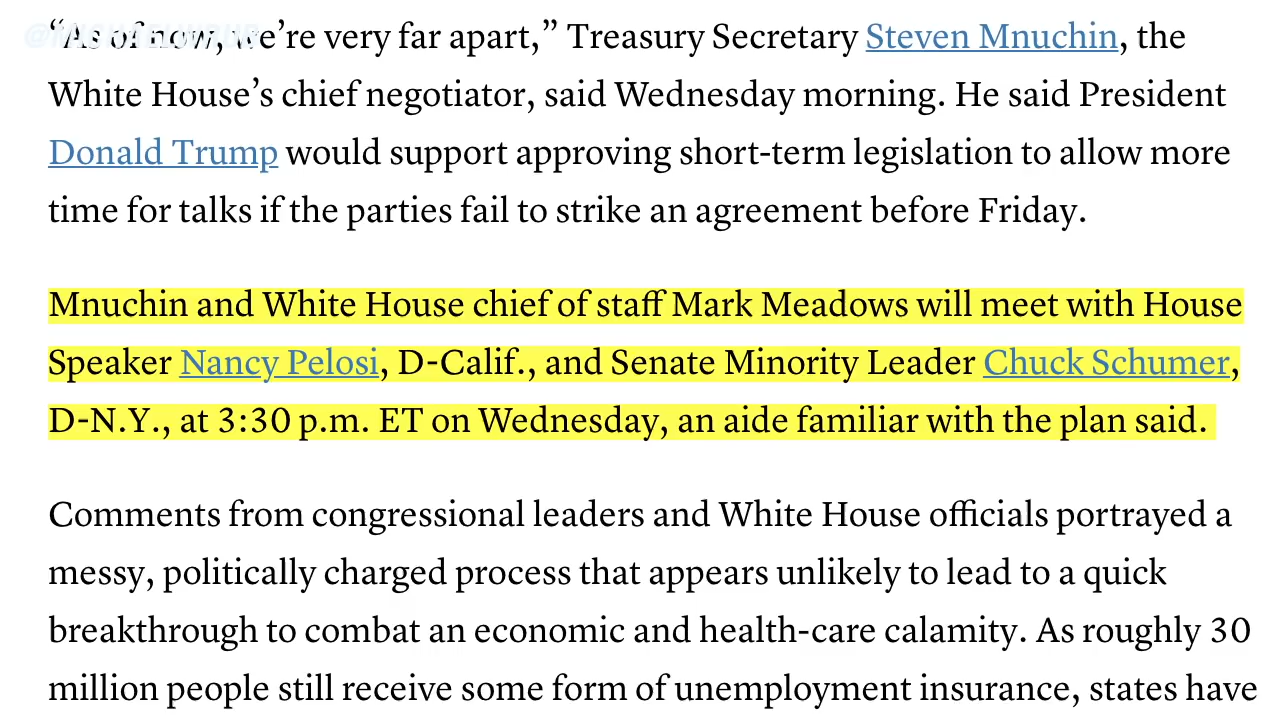 “As of now, we’re very far apart,” Treasury Secretary Steven Mnuchin, the
White House’s chief negotiator, said Wednesday morning. He said President
Donald Trump would support approving short-term legislation to allow more
time for talks if the parties fail to strike an agreement before Friday.
Mnuchin and White House chief of staff Mark Meadows will meet with House
Speaker Nancy Pelosi, D-Calif., and Senate Minority Leader Chuck Schumer,
D-N.Y., at 3:30 p.m. ET on Wednesday, an aide familiar with the plan said.
Comments from congressional leaders and White House officials portrayed a
messy, politically charged process that appears unlikely to lead to a quick
breakthrough to combat an economic and health-care calamity. As roughly 30
million people still receive some form of unemployment insurance, states have